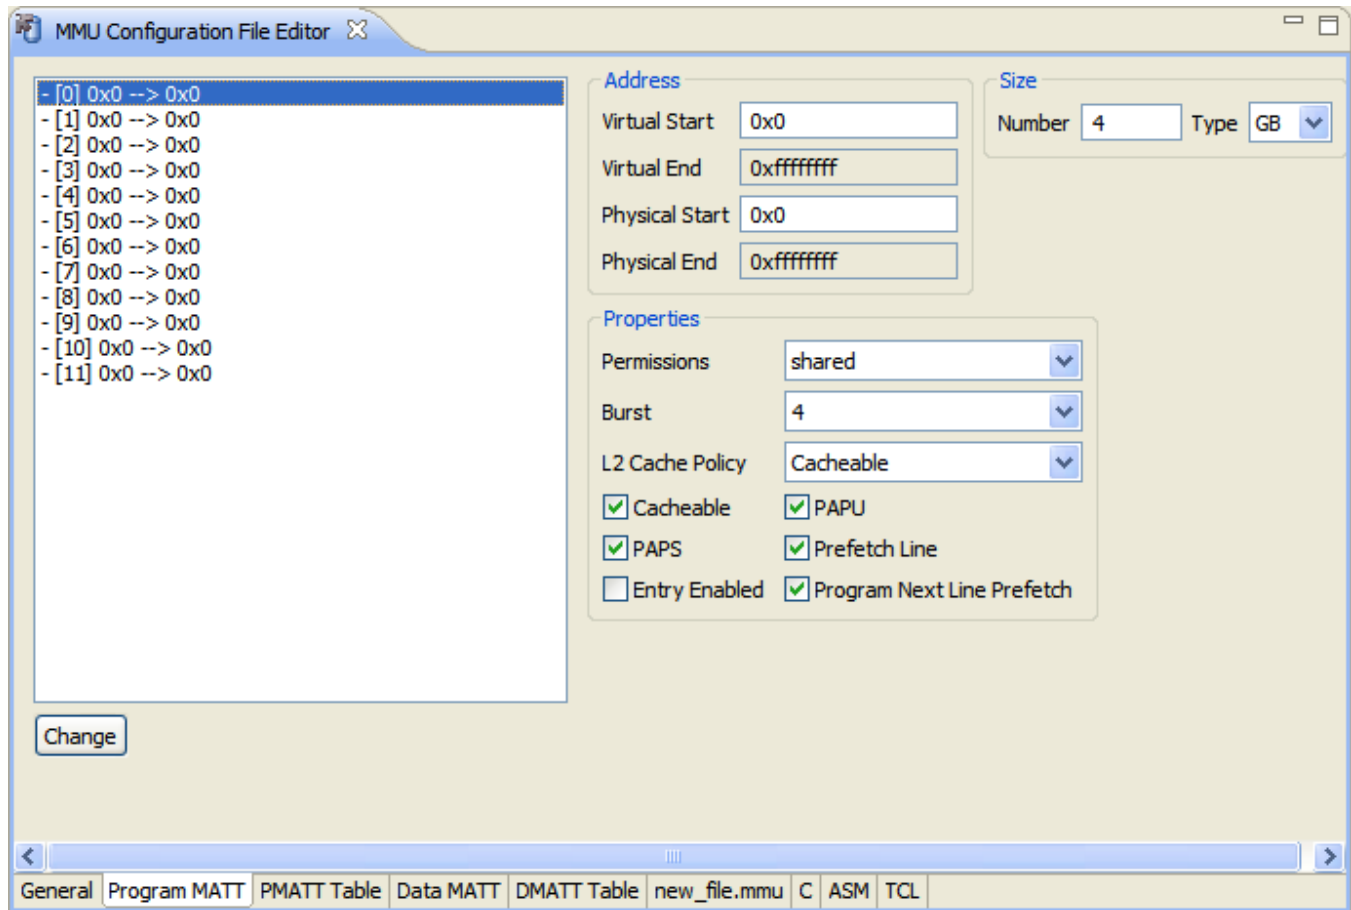 MMU Configuration File Editor
- [0] 0x0 --> 0x0
- [1] 0x0 --> 0x0
- [2] 0x0 --> 0x0
- [3] 0x0 --> 0x0
- [4] 0x0 --> 0x0
- [5] 0x0 --> 0x0
- [6] 0x0 --> 0x0
- [7] 0x0 --> 0x0
- [8] 0x0 --> 0x0
- [9] 0x0 --> 0x0
- [10] 0x0 --> 0x0
- [11] 0x0 --> 0x0
Change
Address
Virtual Start 0x0
Virtual End 0xffffffff
Physical Start 0x0
Physical End 0xffffffff
Size
Number 4 Type GB
Properties
Permissions shared
Burst 4
L2 Cache Policy Cacheable
Cacheable PAPU
PAPS Prefetch Line
Entry Enabled Program Next Line Prefetch
General Program MATT PMATT Table Data MATT DMATT Table new_file.mmu C ASM TCL